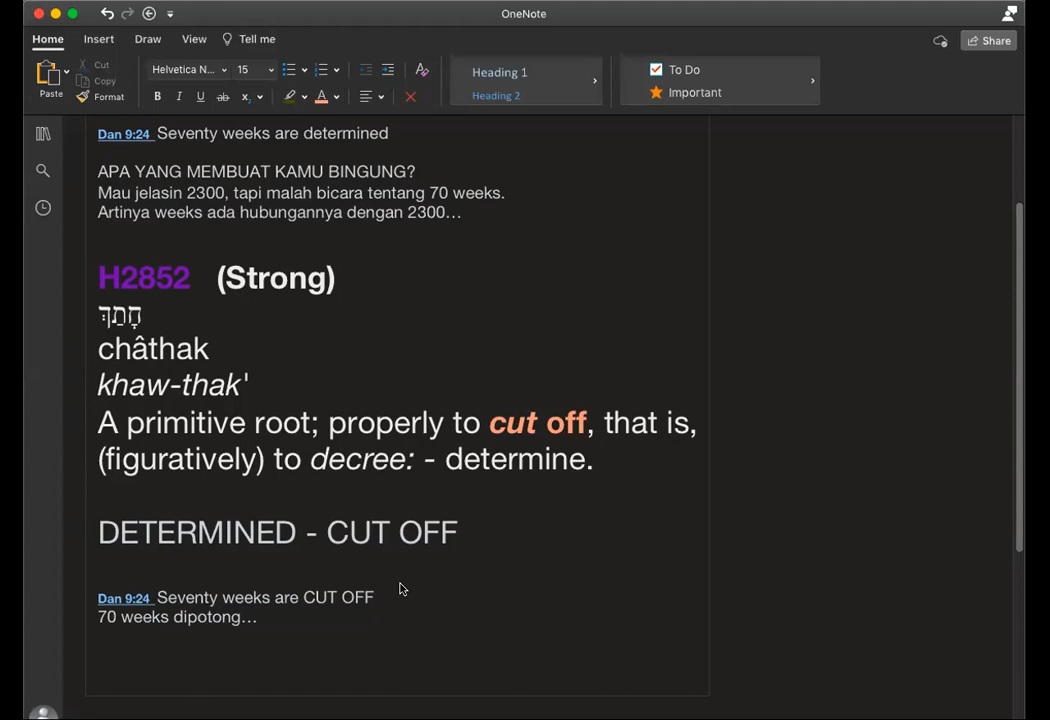 OneNote
Home Insert Draw View Tell me
Share
Paste
Cut
Copy
Format
Helvetica N... 15
B I U ab x
A
Heading 1
Heading 2
To Do
Important
Dan 9:24 Seventy weeks are determined
APA YANG MEMBUAT KAMU BINGUNG?
Mau jelasin 2300, tapi malah bicara tentang 70 weeks.
Artinya weeks ada hubungannya dengan 2300...
H2852 (Strong)
חָתַךְ
châthak
khaw-thak'
A primitive root; properly to cut off, that is,
(figuratively) to decree: - determine.
DETERMINED - CUT OFF
Dan 9:24 Seventy weeks are CUT OFF
70 weeks dipotong...